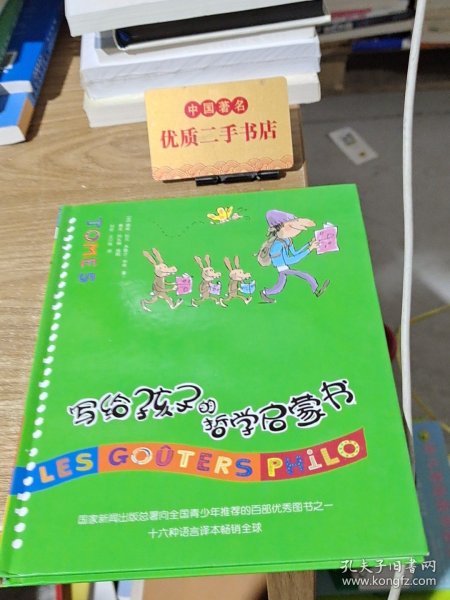 中国著名
优质二手书店
TOME 5
写给孩子的哲学启蒙书
LES GOÛTERS PHILO
国家新闻出版总署向全国青少年推荐的百部优秀图书之一
十六种语言译本畅销全球
孔夫子旧书网
www.kongfz.com